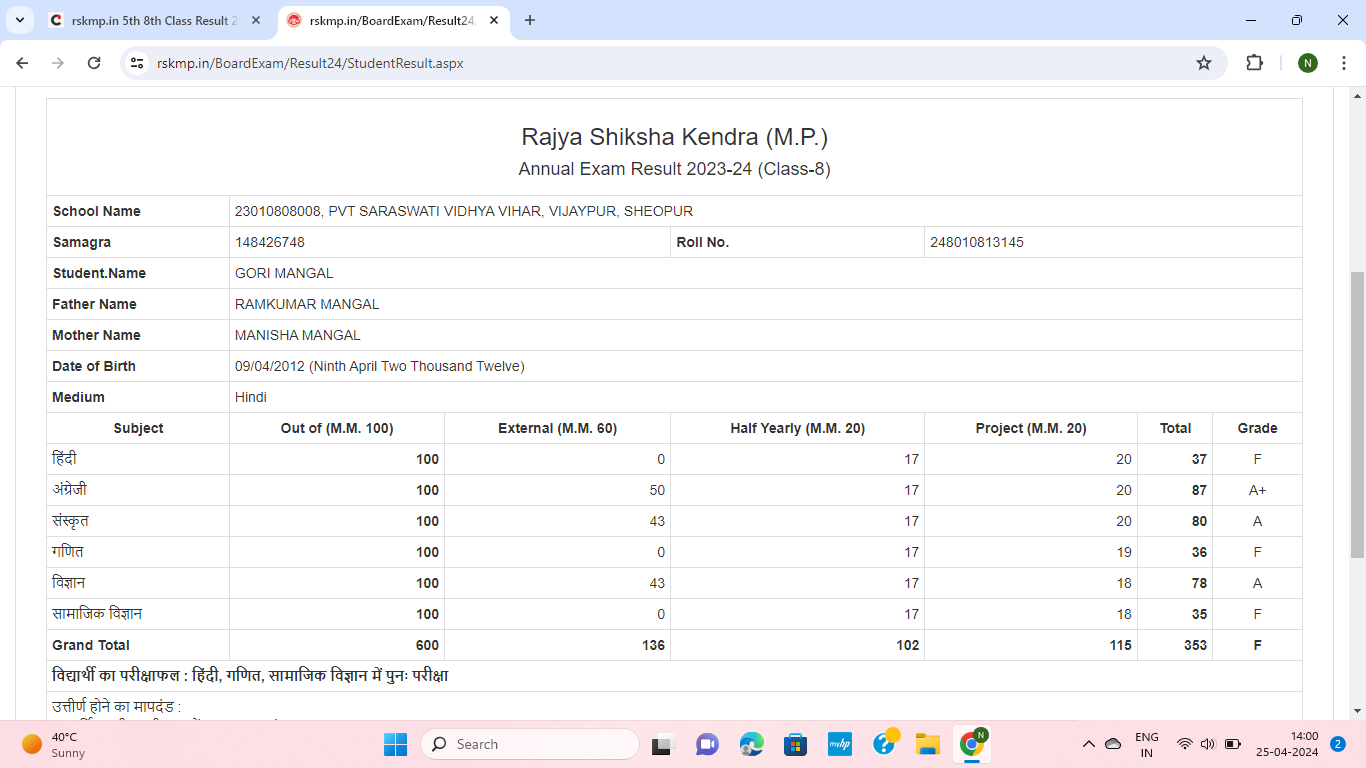 rskmp.in 5th 8th Class Result 2
rskmp.in/BoardExam/Result24
rskmp.in/BoardExam/Result24/StudentResult.aspx
N
Rajya Shiksha Kendra (M.P.)
Annual Exam Result 2023-24 (Class-8)
School Name 23010808008, PVT SARASWATI VIDHYA VIHAR, VIJAYPUR, SHEOPUR
Samagra 148426748 Roll No. 248010813145
Student.Name GORI MANGAL
Father Name RAMKUMAR MANGAL
Mother Name MANISHA MANGAL
Date of Birth 09/04/2012 (Ninth April Two Thousand Twelve)
Medium Hindi
Subject Out of (M.M. 100) External (M.M. 60) Half Yearly (M.M. 20) Project (M.M. 20) Total Grade
हिंदी 100 0 17 20 37 F
अंग्रेजी 100 50 17 20 87 A+
संस्कृत 100 43 17 20 80 A
गणित 100 0 17 19 36 F
विज्ञान 100 43 17 18 78 A
सामाजिक विज्ञान 100 0 17 18 35 F
Grand Total 600 136 102 115 353 F
विद्यार्थी का परीक्षाफल : हिंदी, गणित, सामाजिक विज्ञान में पुनः परीक्षा
उत्तीर्ण होने का मापदंड :
40°C
Sunny
Search
myhp
N
ENG
IN
14:00
25-04-2024
2